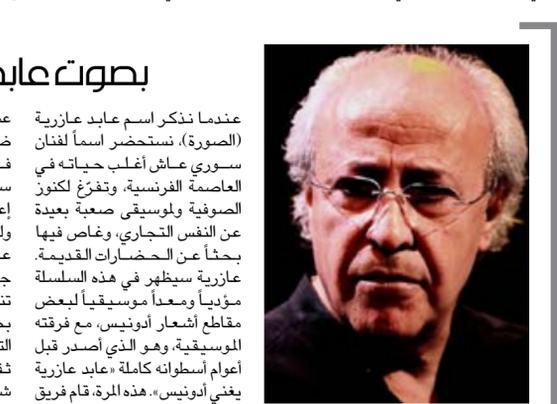 بصوت عابد
عندما نذكر اسم عابد عازرية
(الصورة)، نستحضر اسماً لفنان
سوري عاش أغلب حياته في
العاصمة الفرنسية، وتفرّغ لكنوز
الصوفية ولموسيقى صعبة بعيدة
عن النفس التجاري، وغاص فيها
بحثاً عن الحضارات القديمة.
عازرية سيظهر في هذه السلسلة
مؤدياً ومعداً موسيقياً لبعض
مقاطع أشعار أدونيس، مع فرقته
الموسيقية، وهو الذي أصدر قبل
أعوام أسطوانه كاملة «عابد عازرية
يغني أدونيس». هذه المرة، قام فريق